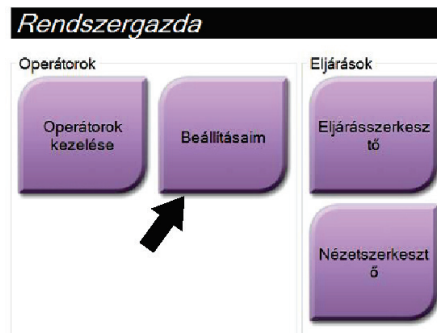 Rendszergazda
Operátorok
Eljárások
Operátorok
kezelése
Beállításaim
Eljárásszerkesz
tő
Nézetszerkeszt
ő